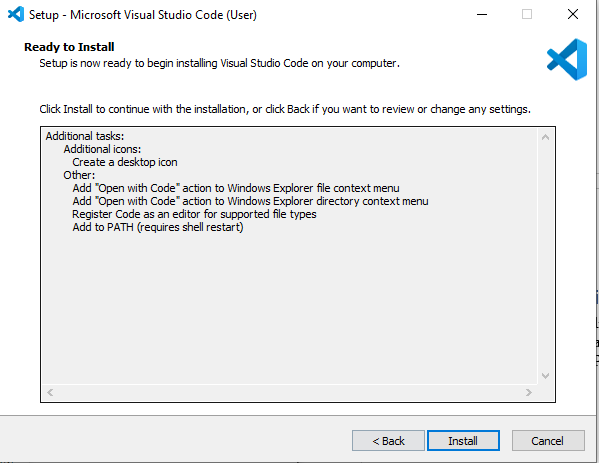 Setup - Microsoft Visual Studio Code (User)
Ready to Install
Setup is now ready to begin installing Visual Studio Code on your computer.
Click Install to continue with the installation, or click Back if you want to review or change any settings.
Additional tasks:
Additional icons:
Create a desktop icon
Other:
Add "Open with Code" action to Windows Explorer file context menu
Add "Open with Code" action to Windows Explorer directory context menu
Register Code as an editor for supported file types
Add to PATH (requires shell restart)
< Back
Install
Cancel